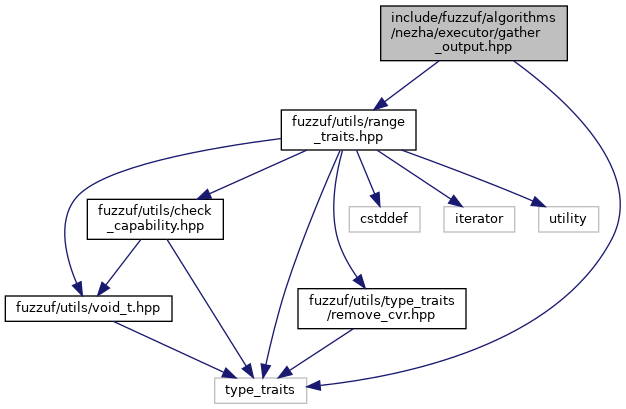 include/fuzzuf/algorithms
/nezha/executor/gather
_output.hpp
fuzzuf/utils/range
_traits.hpp
fuzzuf/utils/check
_capability.hpp
cstddef
iterator
utility
fuzzuf/utils/void_t.hpp
fuzzuf/utils/type_traits
/remove_cvr.hpp
type_traits